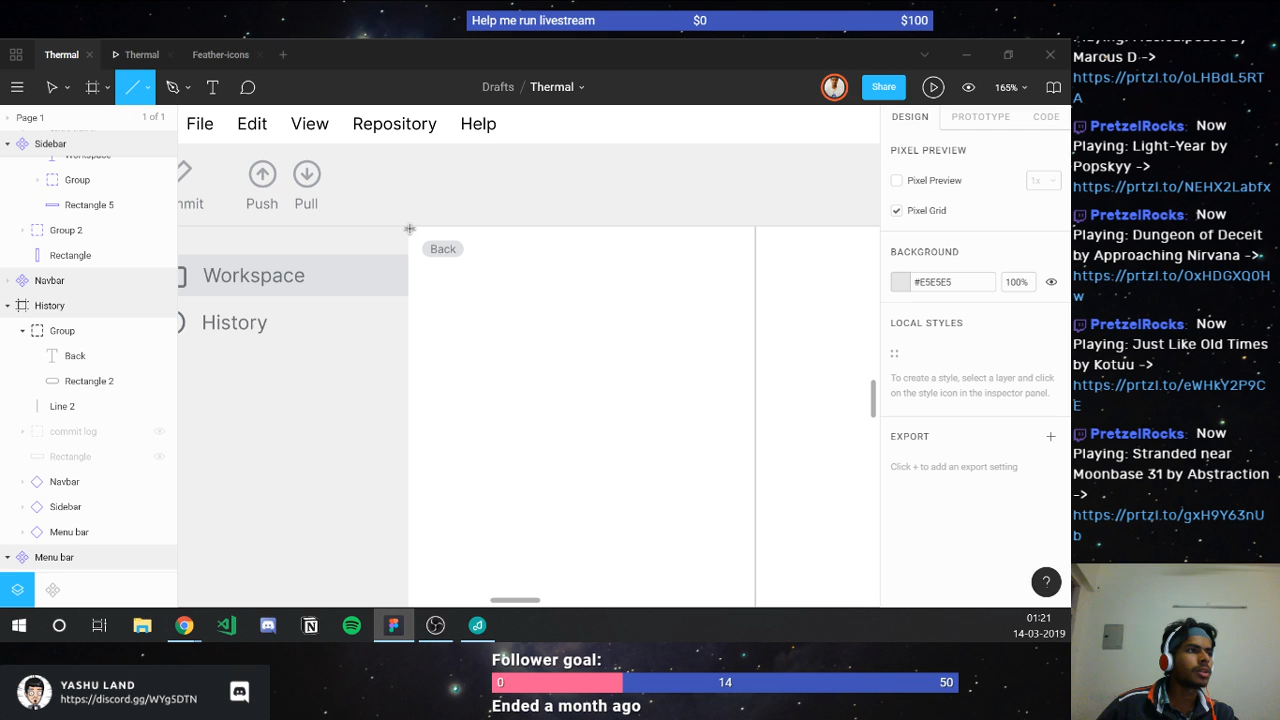 Help me run livestream $0 $100
Thermal
Thermal
Feather-icons
Drafts / Thermal
Share
165%
Page 1
1 of 1
Sidebar
Workspace
Group
Rectangle 5
Group 2
Rectangle
Navbar
History
Group
Back
Rectangle 2
Line 2
commit log
Rectangle
Navbar
Sidebar
Menu bar
Menu bar
File Edit View Repository Help
mmit
Push
Pull
Back
Workspace
History
DESIGN PROTOTYPE CODE
PIXEL PREVIEW
Pixel Preview
1x
Pixel Grid
BACKGROUND
#E5E5E5
100%
LOCAL STYLES
To create a style, select a layer and click
on the style icon in the inspector panel.
EXPORT
Click + to add an export setting
?
01:21
14-03-2019
Marcus D ->
https://prtzl.to/oLHBdL5RT
A
PretzelRocks: Now
Playing: Light-Year by
Popskyy ->
https://prtzl.to/NEHX2Labfx
PretzelRocks: Now
Playing: Dungeon of Deceit
by Approaching Nirvana ->
https://prtzl.to/OxHDGXQ0H
w
PretzelRocks: Now
Playing: Just Like Old Times
by Kotuu ->
https://prtzl.to/eWHkY2P9C
E
PretzelRocks: Now
Playing: Stranded near
Moonbase 31 by Abstraction
->
https://prtzl.to/gxH9Y63nU
b
YASHU LAND
https://discord.gg/WYg5DTN
Follower goal:
0 14 50
Ended a month ago